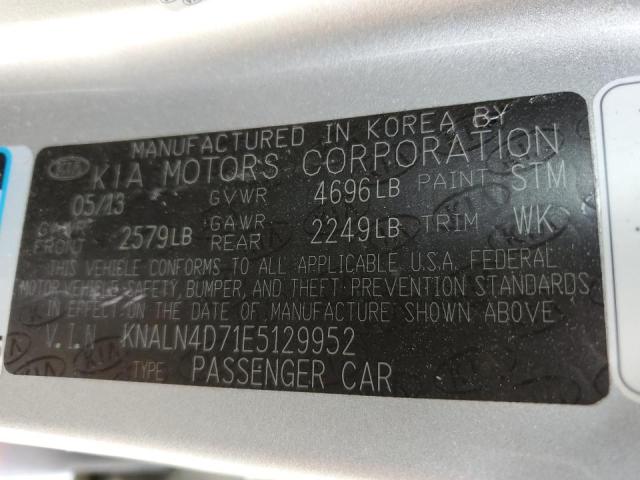 MANUFACTURED IN KOREA BY
KIA KIA MOTORS CORPORATION
05/13 GVWR 4696LB PAINT STM
GAWR FRONT 2579LB GAWR REAR 2249LB TRIM WK
THIS VEHICLE CONFORMS TO ALL APPLICABLE U.S.A. FEDERAL
MOTOR VEHICLE SAFETY, BUMPER, AND THEFT PREVENTION STANDARDS
IN EFFECT ON THE DATE OF MANUFACTURE SHOWN ABOVE
V.I.N KNALN4D71E5129952
TYPE PASSENGER CAR